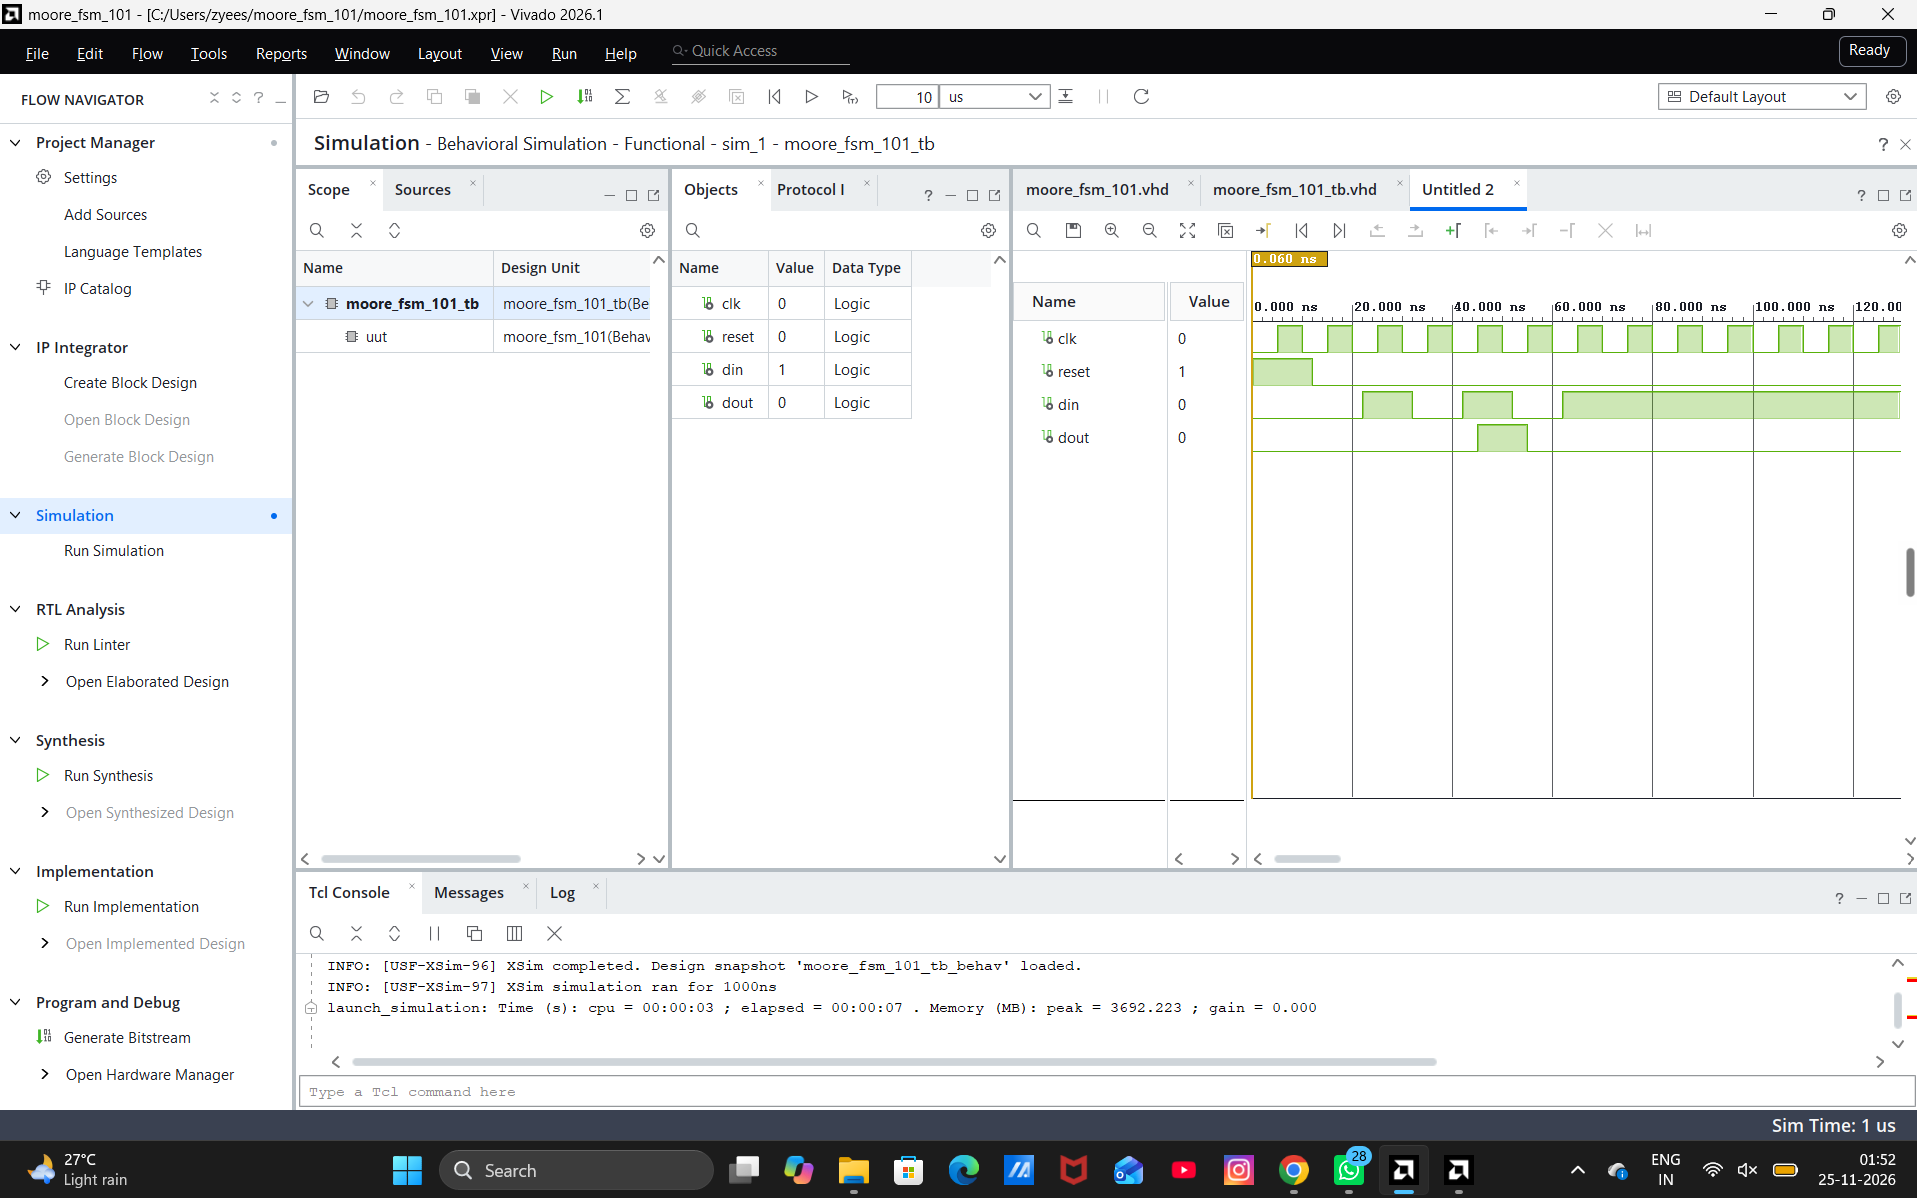 moore_fsm_101 - [C:/Users/zyees/moore_fsm_101/moore_fsm_101.xpr] - Vivado 2026.1
File Edit Flow Tools Reports Window Layout View Run Help Quick Access Ready
FLOW NAVIGATOR
10 us Default Layout
Simulation - Behavioral Simulation - Functional - sim_1 - moore_fsm_101_tb
Project Manager
Settings
Add Sources
Language Templates
IP Catalog
IP Integrator
Create Block Design
Open Block Design
Generate Block Design
Simulation
Run Simulation
RTL Analysis
Run Linter
Open Elaborated Design
Synthesis
Run Synthesis
Open Synthesized Design
Implementation
Run Implementation
Open Implemented Design
Program and Debug
Generate Bitstream
Open Hardware Manager
Scope Sources
Name Design Unit
moore_fsm_101_tb moore_fsm_101_tb(Be
uut moore_fsm_101(Behav
Objects Protocol I
Name Value Data Type
clk 0 Logic
reset 0 Logic
din 1 Logic
dout 0 Logic
moore_fsm_101.vhd moore_fsm_101_tb.vhd Untitled 2
0.060 ns
Name Value
0.000 ns 20.000 ns 40.000 ns 60.000 ns 80.000 ns 100.000 ns 120.00
clk 0
reset 1
din 0
dout 0
Tcl Console Messages Log
INFO: [USF-XSim-96] XSim completed. Design snapshot 'moore_fsm_101_tb_behav' loaded.
INFO: [USF-XSim-97] XSim simulation ran for 1000ns
launch_simulation: Time (s): cpu = 00:00:03 ; elapsed = 00:00:07 . Memory (MB): peak = 3692.223 ; gain = 0.000
Type a Tcl command here
Sim Time: 1 us
27°C
Light rain
Search
28
ENG
IN
01:52
25-11-2026